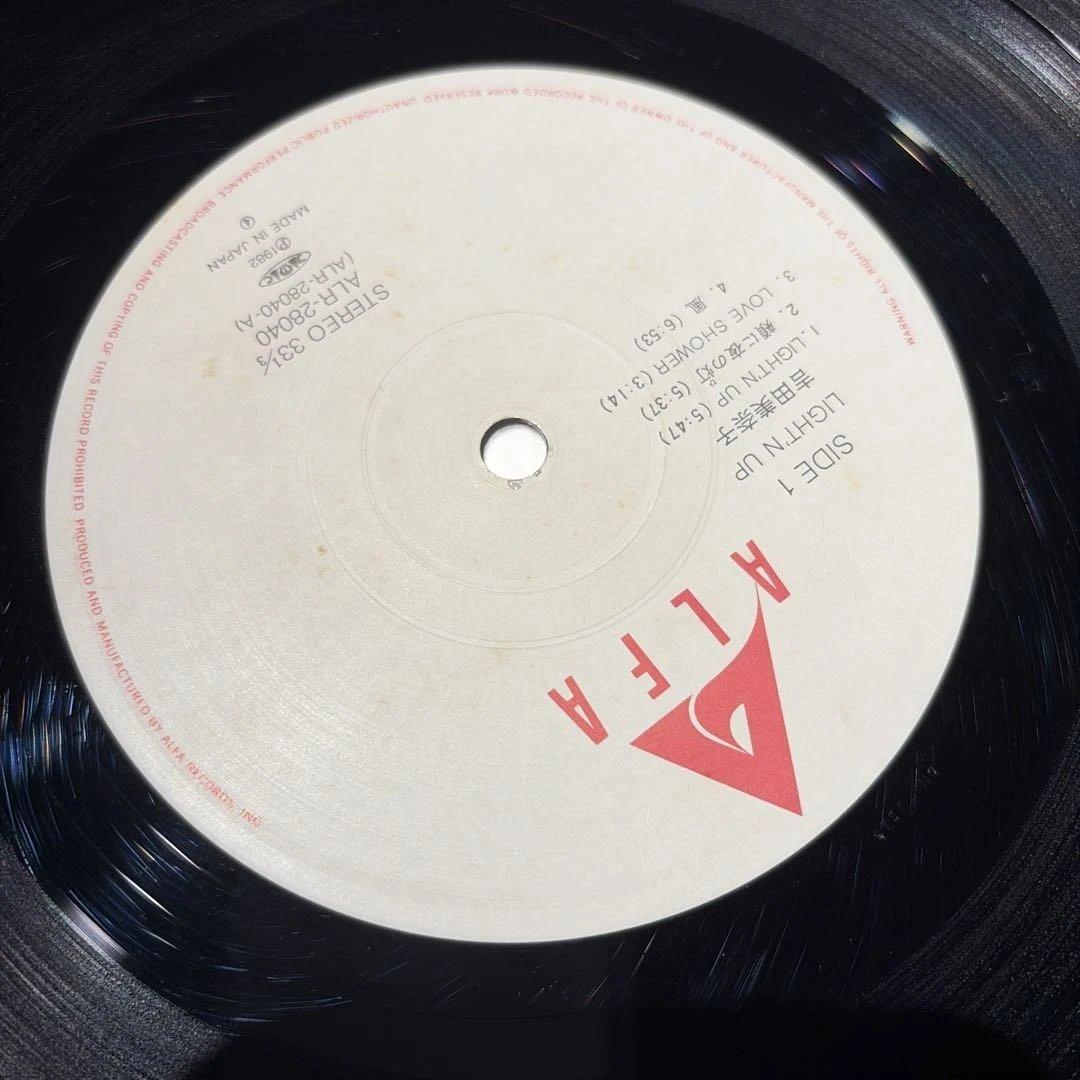 ALFA
SIDE 1
LIGHT'N UP
吉田美奈子
1. LIGHT'N UP (5:47)
2. 頬に夜の灯 (5:37)
3. LOVE SHOWER (3:14)
4. 風 (6:53)
STEREO 33⅓
ALR-28040
(ALR-28040-A)
JASRAC
Ⓟ1982
MADE IN JAPAN
④
WARNING ALL RIGHTS OF THE MANUFACTURER AND OF THE OWNER OF THE RECORDED WORK RESERVED UNAUTHORIZED PUBLIC PERFORMANCE BROADCASTING AND COPYING OF THIS RECORD PROHIBITED. PRODUCED AND MANUFACTURED BY ALFA RECORDS, INC.